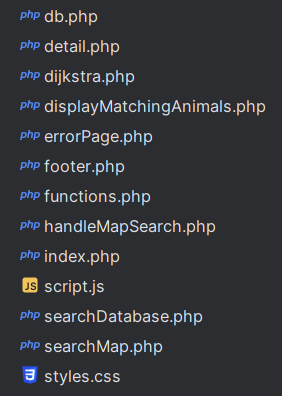 php db.php
php detail.php
php dijkstra.php
php displayMatchingAnimals.php
php errorPage.php
php footer.php
php functions.php
php handleMapSearch.php
php index.php
JS script.js
php searchDatabase.php
php searchMap.php
3 styles.css